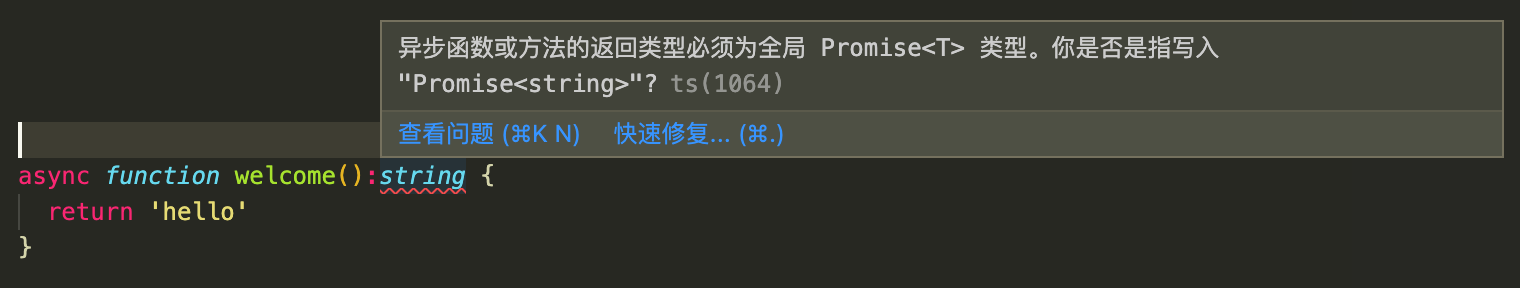 异步函数或方法的返回类型必须为全局 Promise<T> 类型。你是否是指写入
"Promise<string>"? ts(1064)
查看问题 (⌘K N) 快速修复... (⌘.)
async function welcome():string {
return 'hello'
}